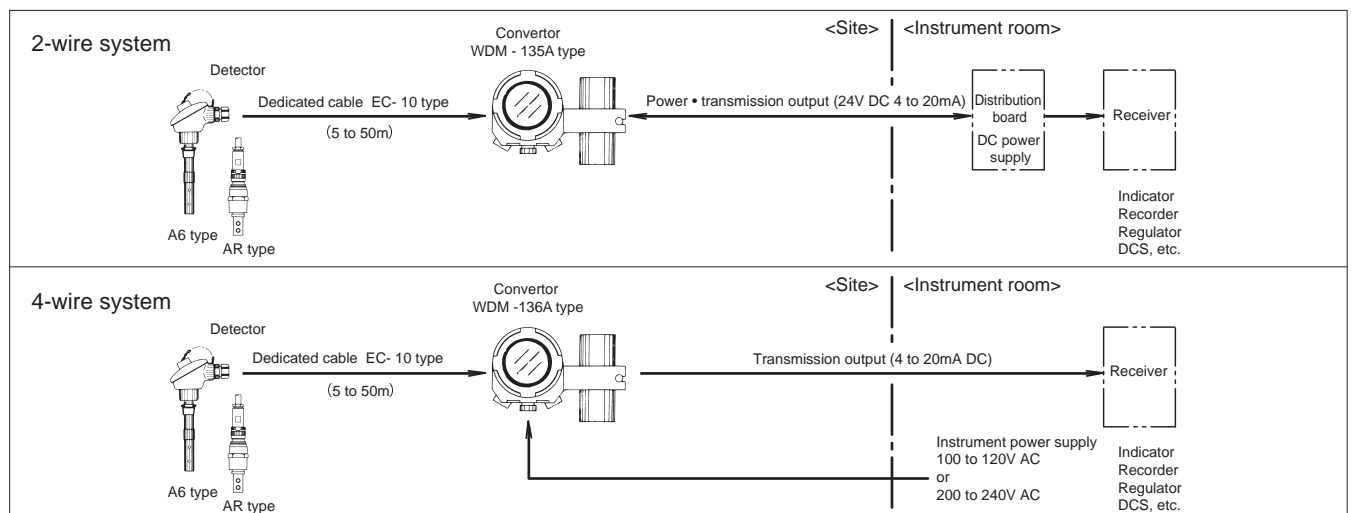 2-wire system
Convertor
WDM - 135A type
<Site>
<Instrument room>
Detector
Dedicated cable EC- 10 type
(5 to 50m)
Power • transmission output (24V DC 4 to 20mA)
Distribution
board
DC power
supply
Receiver
A6 type
AR type
Indicator
Recorder
Regulator
DCS, etc.
4-wire system
Convertor
WDM -136A type
<Site>
<Instrument room>
Detector
Dedicated cable EC- 10 type
(5 to 50m)
Transmission output (4 to 20mA DC)
Receiver
Instrument power supply
100 to 120V AC
or
200 to 240V AC
A6 type
AR type
Indicator
Recorder
Regulator
DCS, etc.